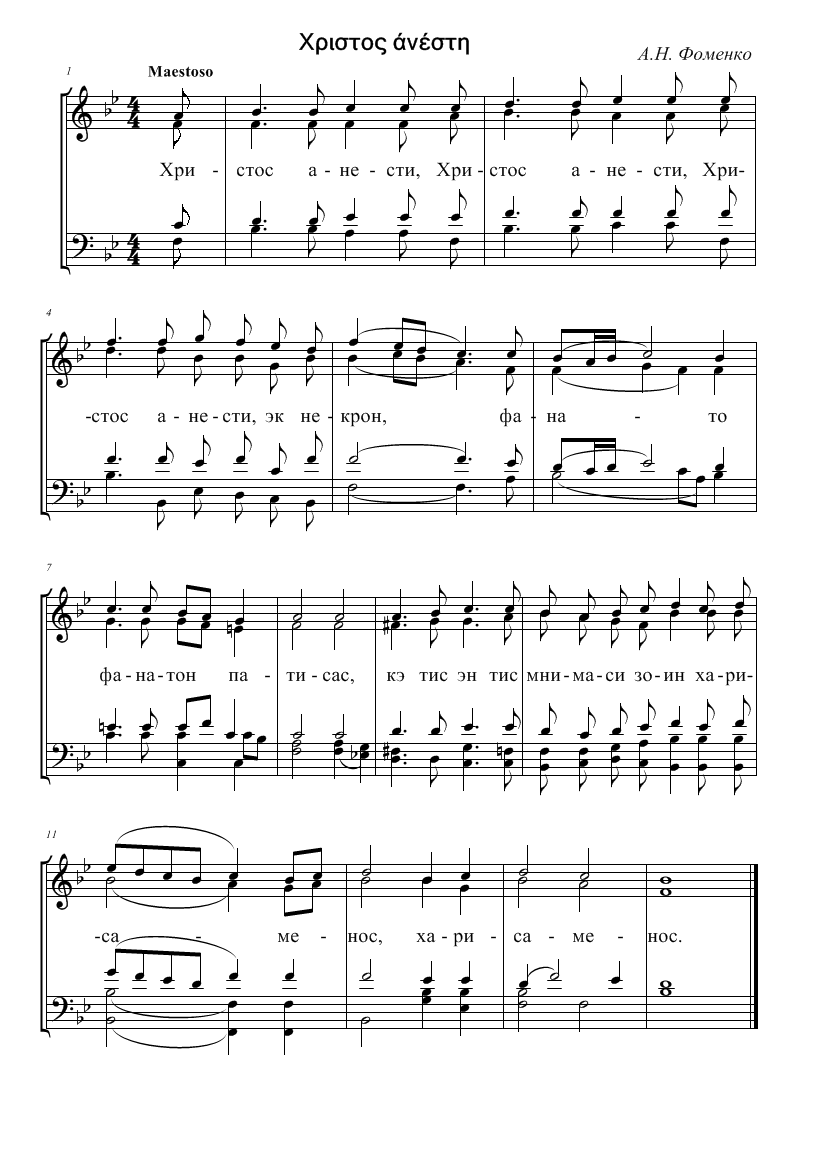 Χριστος άνέστη
А.Н. Фоменко
1
Maestoso
Хри - стос а - не - сти, Хри - стос а - не - сти, Хри-
4
-стос а - не - сти, эк не - крон, фа - на - то
7
фа - на - тон па - ти - сас, кэ тис эн тис мни - ма - си зо - ин ха - ри-
11
-са - ме - нос, ха - ри - са - ме - нос.